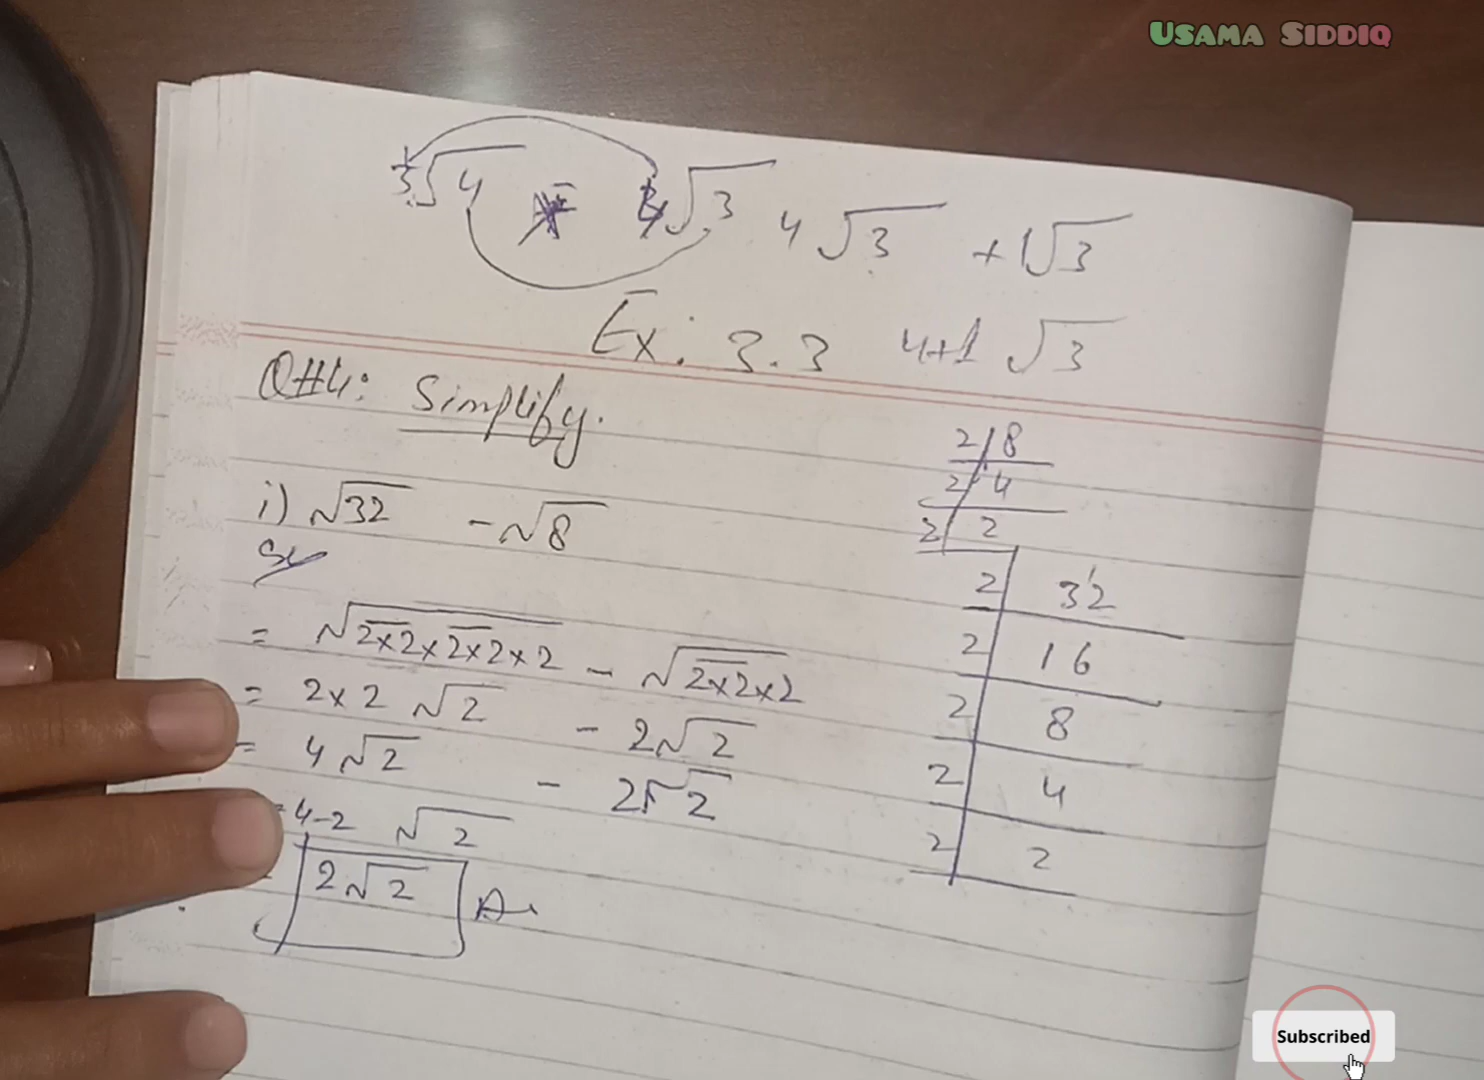 USAMA SIDDIQ
3√4 √3 4√3 + 1√3
Ex: 3.3 4+1 √3
Q#4: Simplify.
i) √32 - √8
= √2×2×2×2×2 - √2×2×2
= 2×2 √2 - 2√2
= 4√2 - 2√2
= 4-2 √2
2√2
2 8
2 4
2 2
2 32
2 16
2 8
2 4
2 2
Subscribed